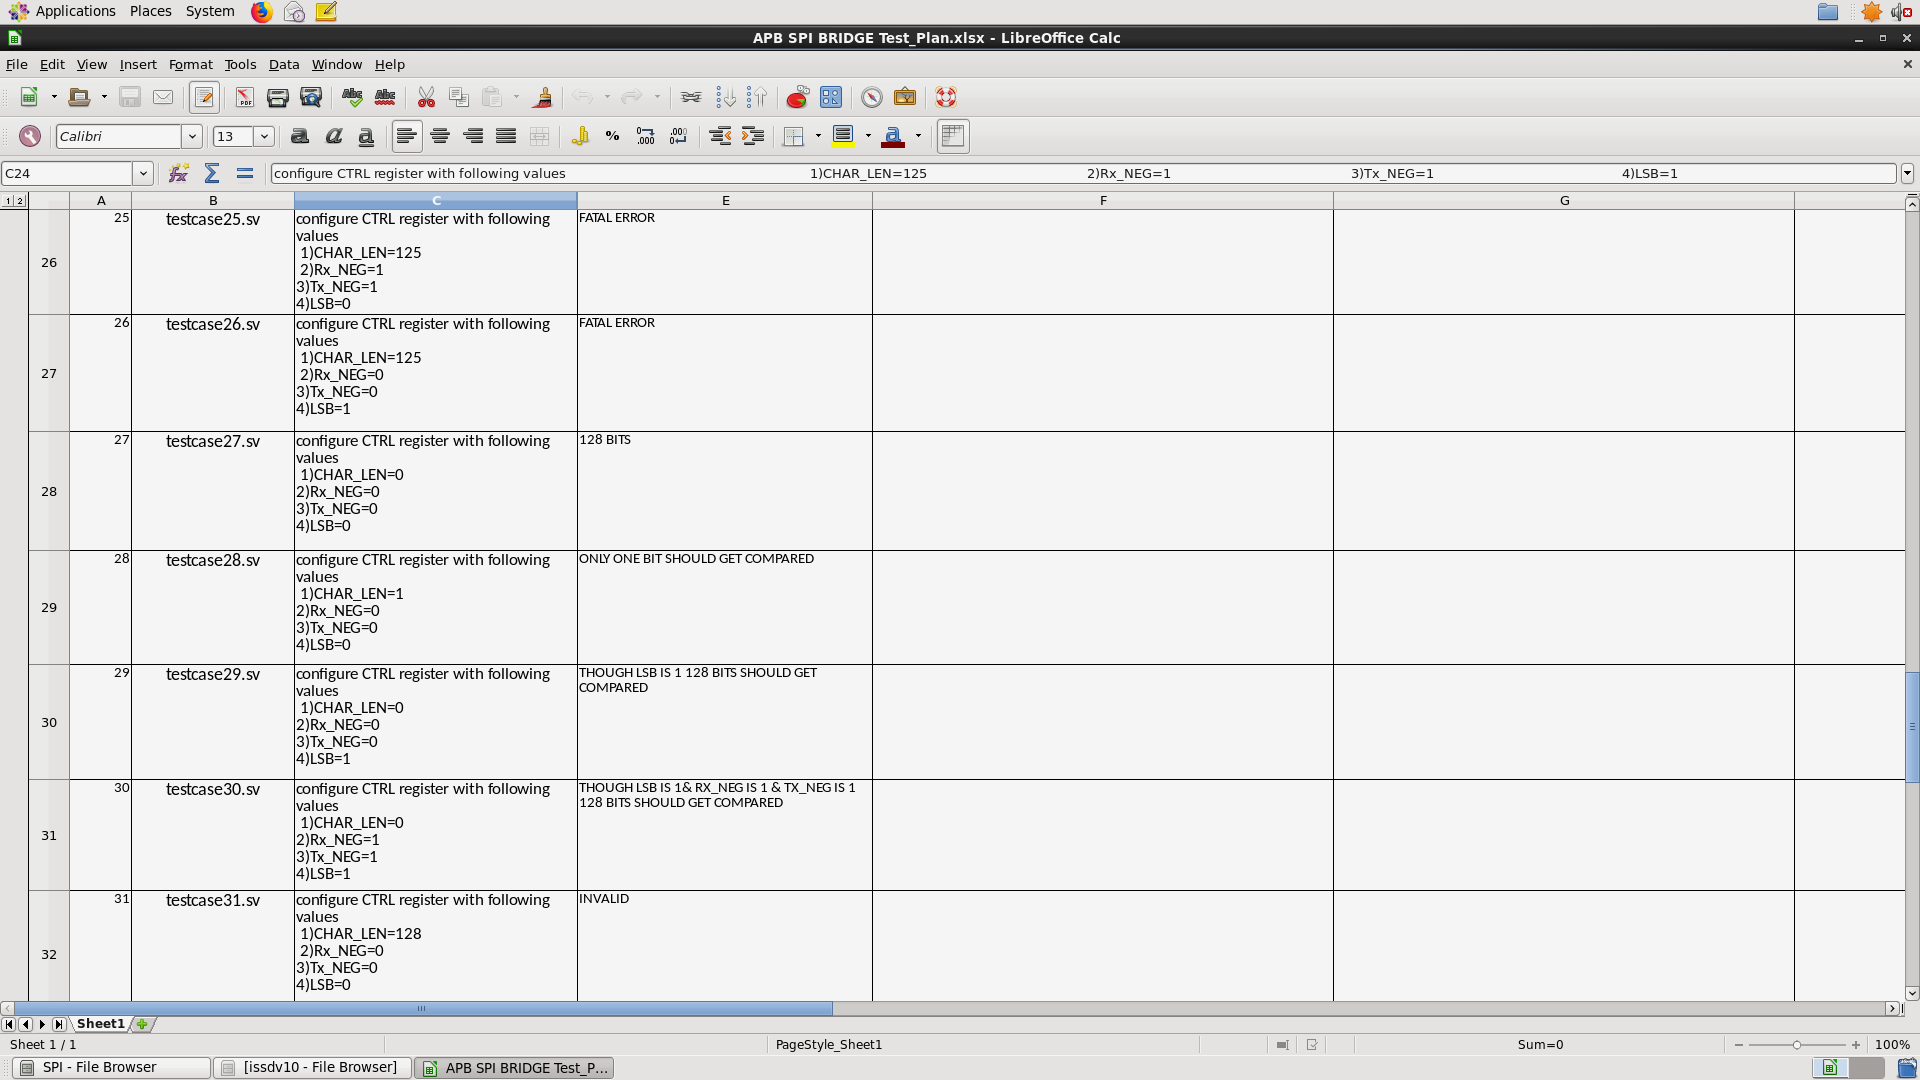 Applications Places System
APB SPI BRIDGE Test_Plan.xlsx - LibreOffice Calc
File Edit View Insert Format Tools Data Window Help
Calibri 13
C24 configure CTRL register with following values 1)CHAR_LEN=125 2)Rx_NEG=1 3)Tx_NEG=1 4)LSB=1
1 2 A B C E F G
26 25 testcase25.sv configure CTRL register with following FATAL ERROR
values
1)CHAR_LEN=125
2)Rx_NEG=1
3)Tx_NEG=1
4)LSB=0
27 26 testcase26.sv configure CTRL register with following FATAL ERROR
values
1)CHAR_LEN=125
2)Rx_NEG=0
3)Tx_NEG=0
4)LSB=1
28 27 testcase27.sv configure CTRL register with following 128 BITS
values
1)CHAR_LEN=0
2)Rx_NEG=0
3)Tx_NEG=0
4)LSB=0
29 28 testcase28.sv configure CTRL register with following ONLY ONE BIT SHOULD GET COMPARED
values
1)CHAR_LEN=1
2)Rx_NEG=0
3)Tx_NEG=0
4)LSB=0
30 29 testcase29.sv configure CTRL register with following THOUGH LSB IS 1 128 BITS SHOULD GET
values COMPARED
1)CHAR_LEN=0
2)Rx_NEG=0
3)Tx_NEG=0
4)LSB=1
31 30 testcase30.sv configure CTRL register with following THOUGH LSB IS 1& RX_NEG IS 1 & TX_NEG IS 1
values 128 BITS SHOULD GET COMPARED
1)CHAR_LEN=0
2)Rx_NEG=1
3)Tx_NEG=1
4)LSB=1
32 31 testcase31.sv configure CTRL register with following INVALID
values
1)CHAR_LEN=128
2)Rx_NEG=0
3)Tx_NEG=0
4)LSB=0
Sheet1
Sheet 1 / 1 PageStyle_Sheet1 Sum=0 100%
SPI - File Browser [issdv10 - File Browser] APB SPI BRIDGE Test_P...